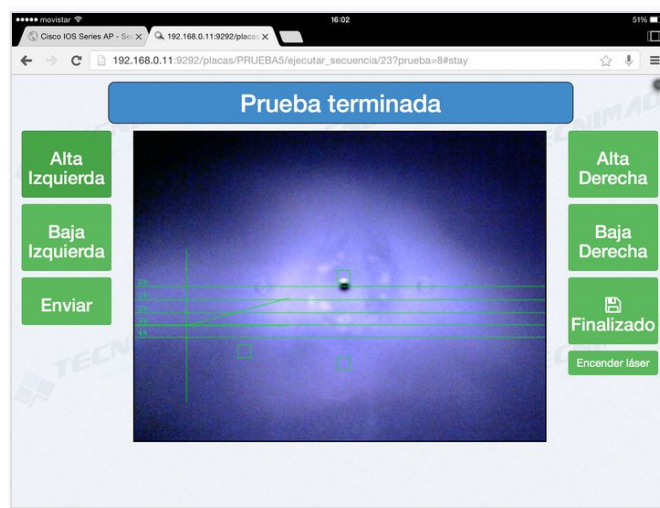 movistar
16:02
51%
Cisco IOS Series AP - Ser
192.168.0.11:9292/placas
192.168.0.11:9292/placas/PRUEBA5/ejecutar_secuencia/23?prueba=8#stay
Prueba terminada
Alta
Izquierda
Baja
Izquierda
Enviar
Alta
Derecha
Baja
Derecha
Finalizado
Encender láser